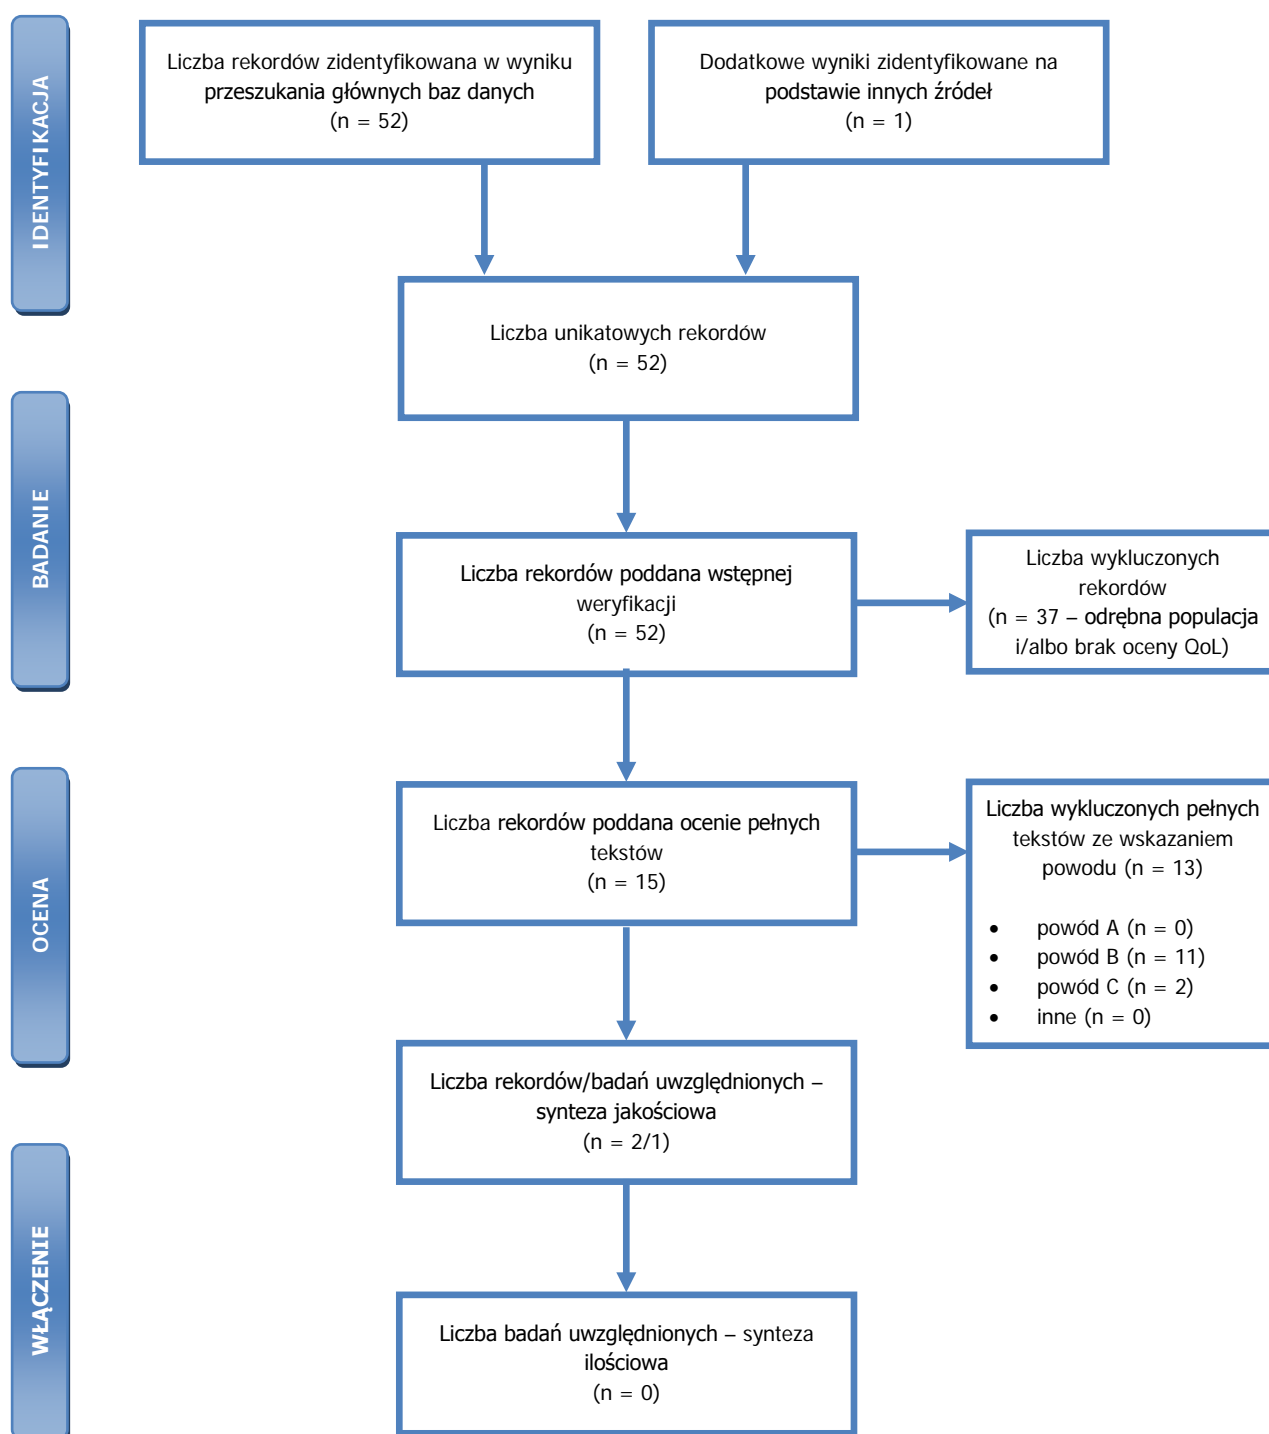 IDENTYFIKACJA
Liczba rekordów zidentyfikowana w wyniku
przeszukania głównych baz danych
(n = 52)
Dodatkowe wyniki zidentyfikowane na
podstawie innych źródeł
(n = 1)
Liczba unikatowych rekordów
(n = 52)
BADANIE
Liczba rekordów poddana wstępnej
weryfikacji
(n = 52)
Liczba wykluczonych
rekordów
(n = 37 – odrębna populacja
i/albo brak oceny QoL)
OCENA
Liczba rekordów poddana ocenie pełnych
tekstów
(n = 15)
Liczba wykluczonych pełnych
tekstów ze wskazaniem
powodu (n = 13)
• powód A (n = 0)
• powód B (n = 11)
• powód C (n = 2)
• inne (n = 0)
Liczba rekordów/badań uwzględnionych –
synteza jakościowa
(n = 2/1)
WŁĄCZENIE
Liczba badań uwzględnionych – synteza
ilościowa
(n = 0)